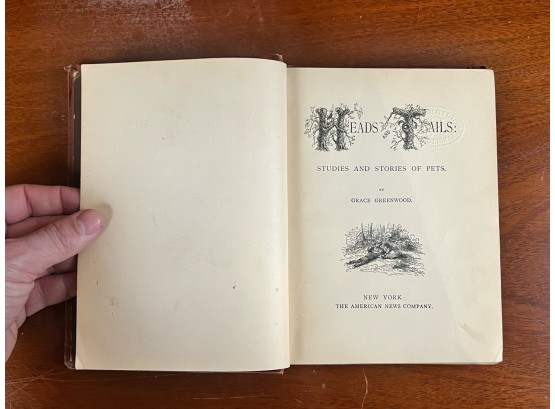 HEADS AND TAILS:
STUDIES AND STORIES OF PETS.
BY
GRACE GREENWOOD.
NEW YORK:
THE AMERICAN NEWS COMPANY.